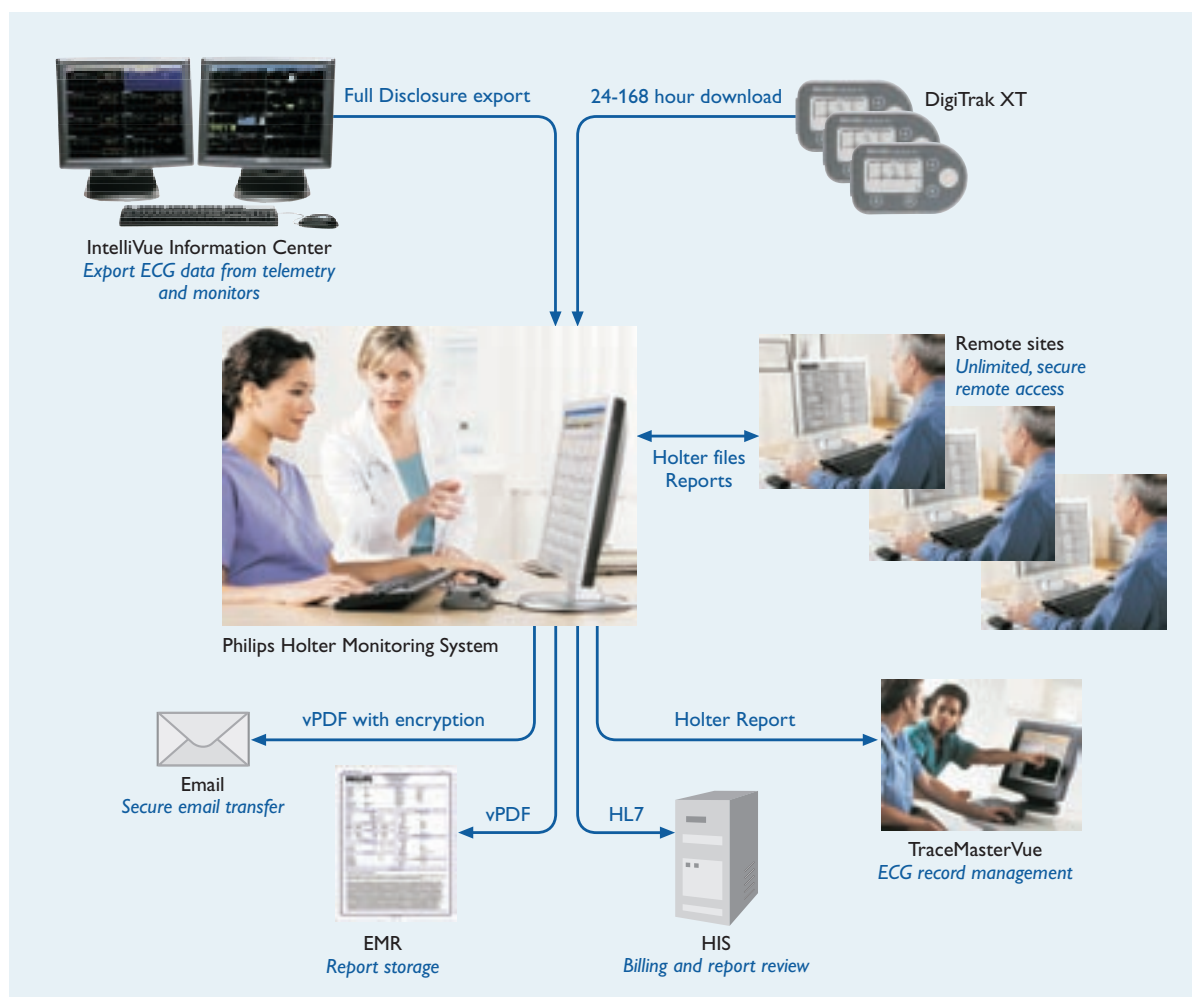 Full Disclosure export
24-168 hour download
DigiTrak XT
IntelliVue Information Center
Export ECG data from telemetry
and monitors
Remote sites
Unlimited, secure
remote access
Holter files
Reports
Philips Holter Monitoring System
vPDF with encryption
Holter Report
Email
Secure email transfer
vPDF
HL7
TraceMasterVue
ECG record management
EMR
Report storage
HIS
Billing and report review